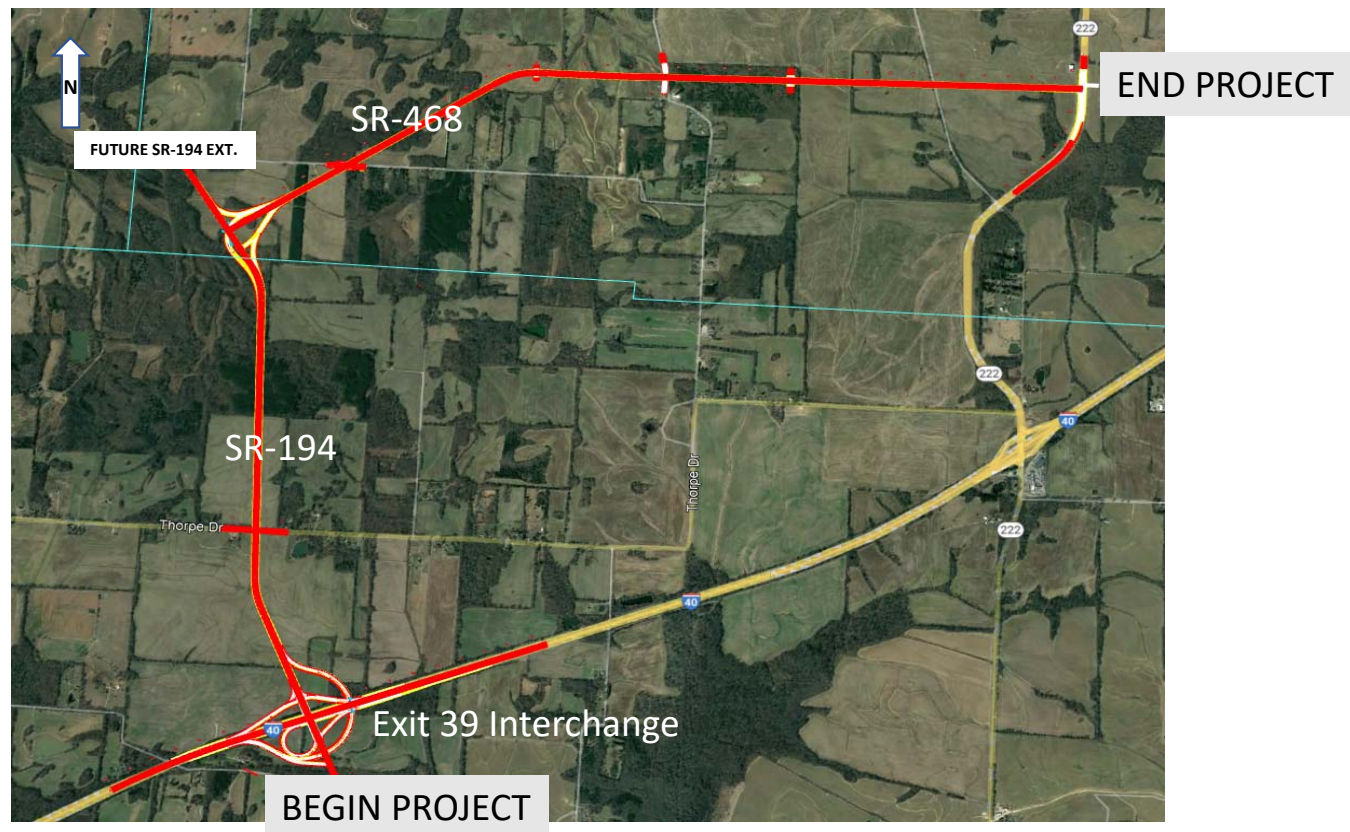 222
END PROJECT
N
SR-468
FUTURE SR-194 EXT.
222
40
SR-194
Thorpe Dr
Thorpe Dr
222
40
Exit 39 Interchange
40
BEGIN PROJECT